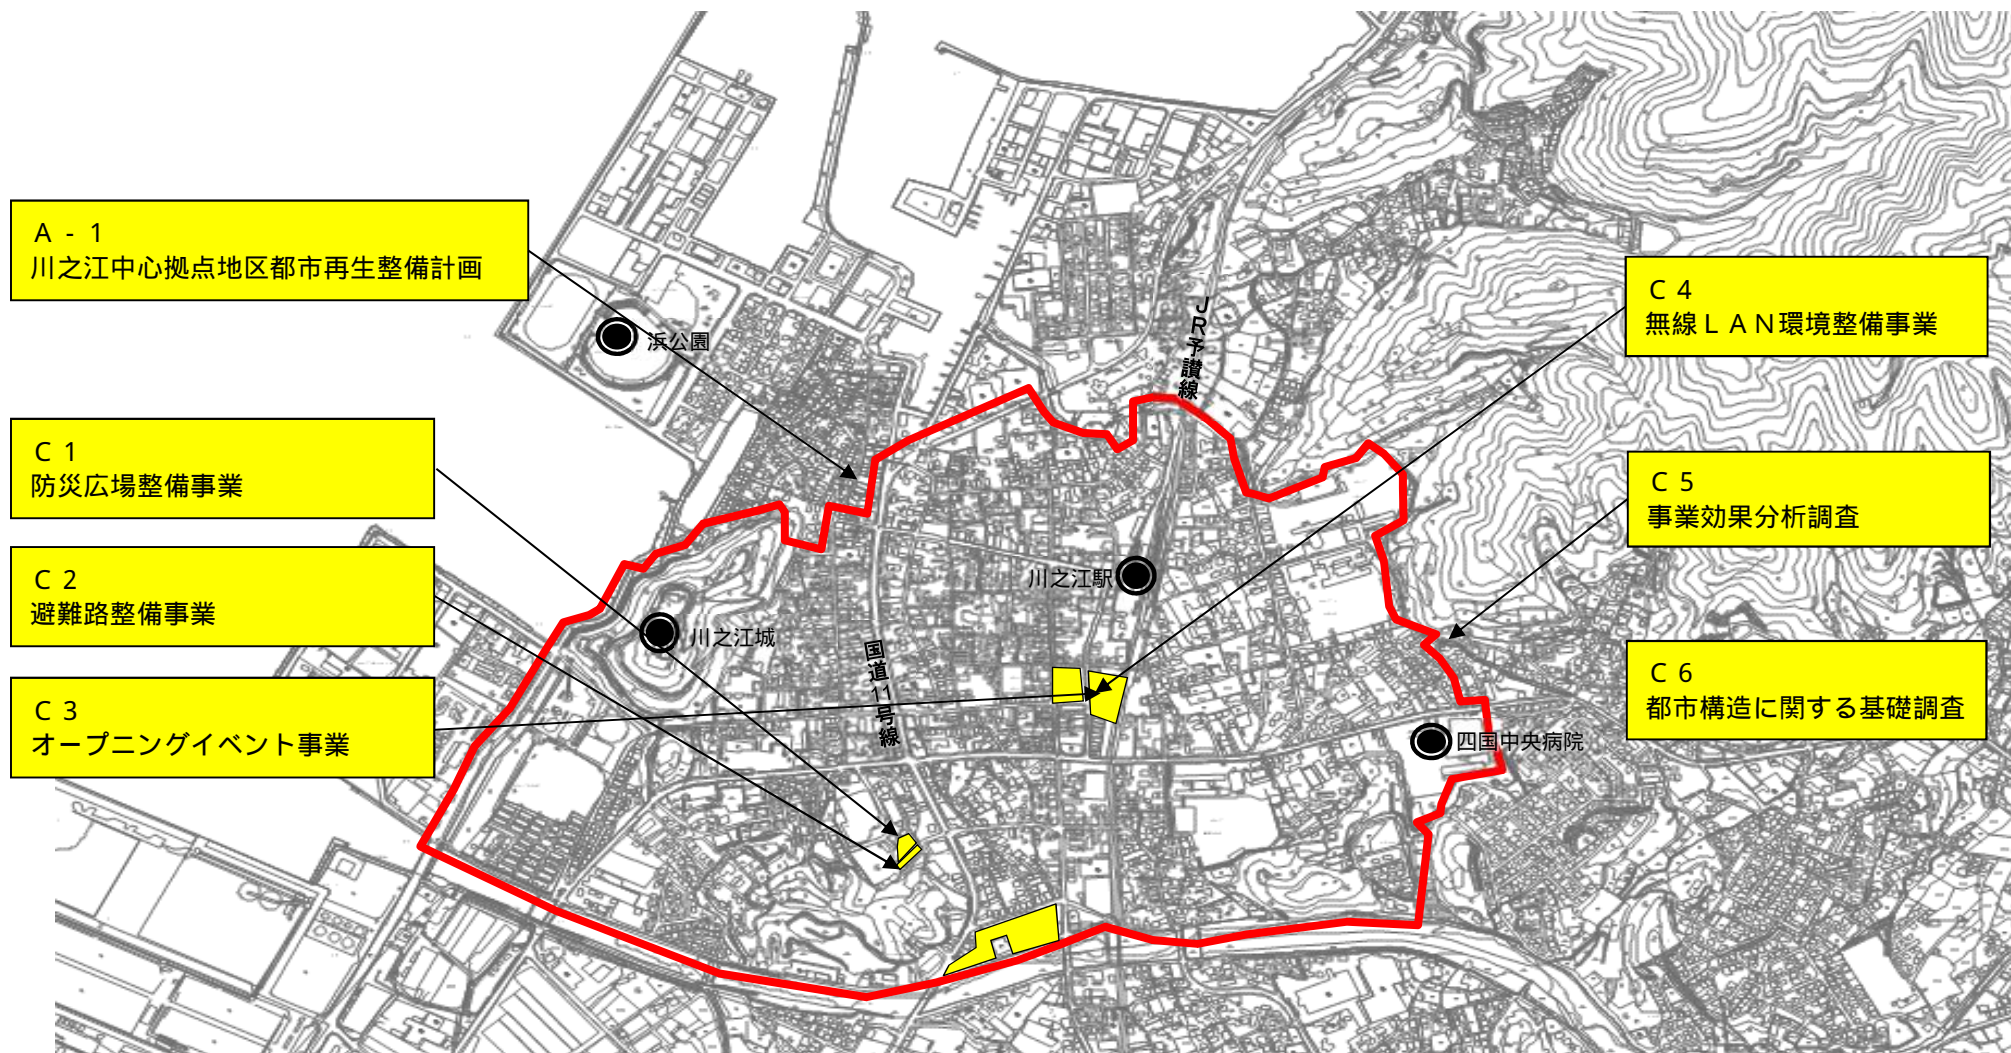 Ａ-１
川之江中心拠点地区都市再生整備計画
Ｃ１
防災広場整備事業
Ｃ２
避難路整備事業
Ｃ３
オープニングイベント事業
Ｃ４
無線ＬＡＮ環境整備事業
Ｃ５
事業効果分析調査
Ｃ６
都市構造に関する基礎調査
浜公園
ＪＲ予讃線
川之江駅
川之江城
国道11号線
四国中央病院